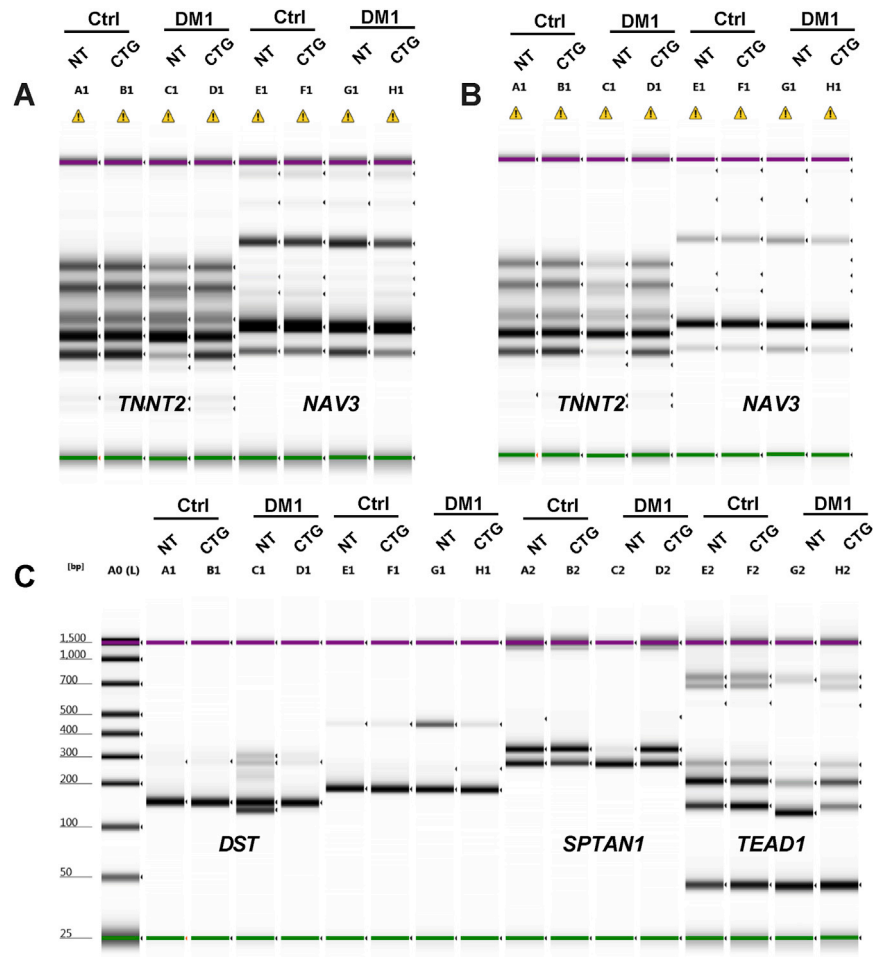 Ctrl DM1 Ctrl DM1
NT CTG NT CTG NT CTG NT CTG
A A1 B1 C1 D1 E1 F1 G1 H1
TNNT2 NAV3
Ctrl DM1 Ctrl DM1
NT CTG NT CTG NT CTG NT CTG
B A1 B1 C1 D1 E1 F1 G1 H1
TNNT2 NAV3
Ctrl DM1 Ctrl DM1 Ctrl DM1 Ctrl DM1
NT CTG NT CTG NT CTG NT CTG NT CTG NT CTG NT CTG NT CTG
C [bp] A0 (L) A1 B1 C1 D1 E1 F1 G1 H1 A2 B2 C2 D2 E2 F2 G2 H2
1,500
1,000
700
500
400
300
200
100
50
25
DST SPTAN1 TEAD1